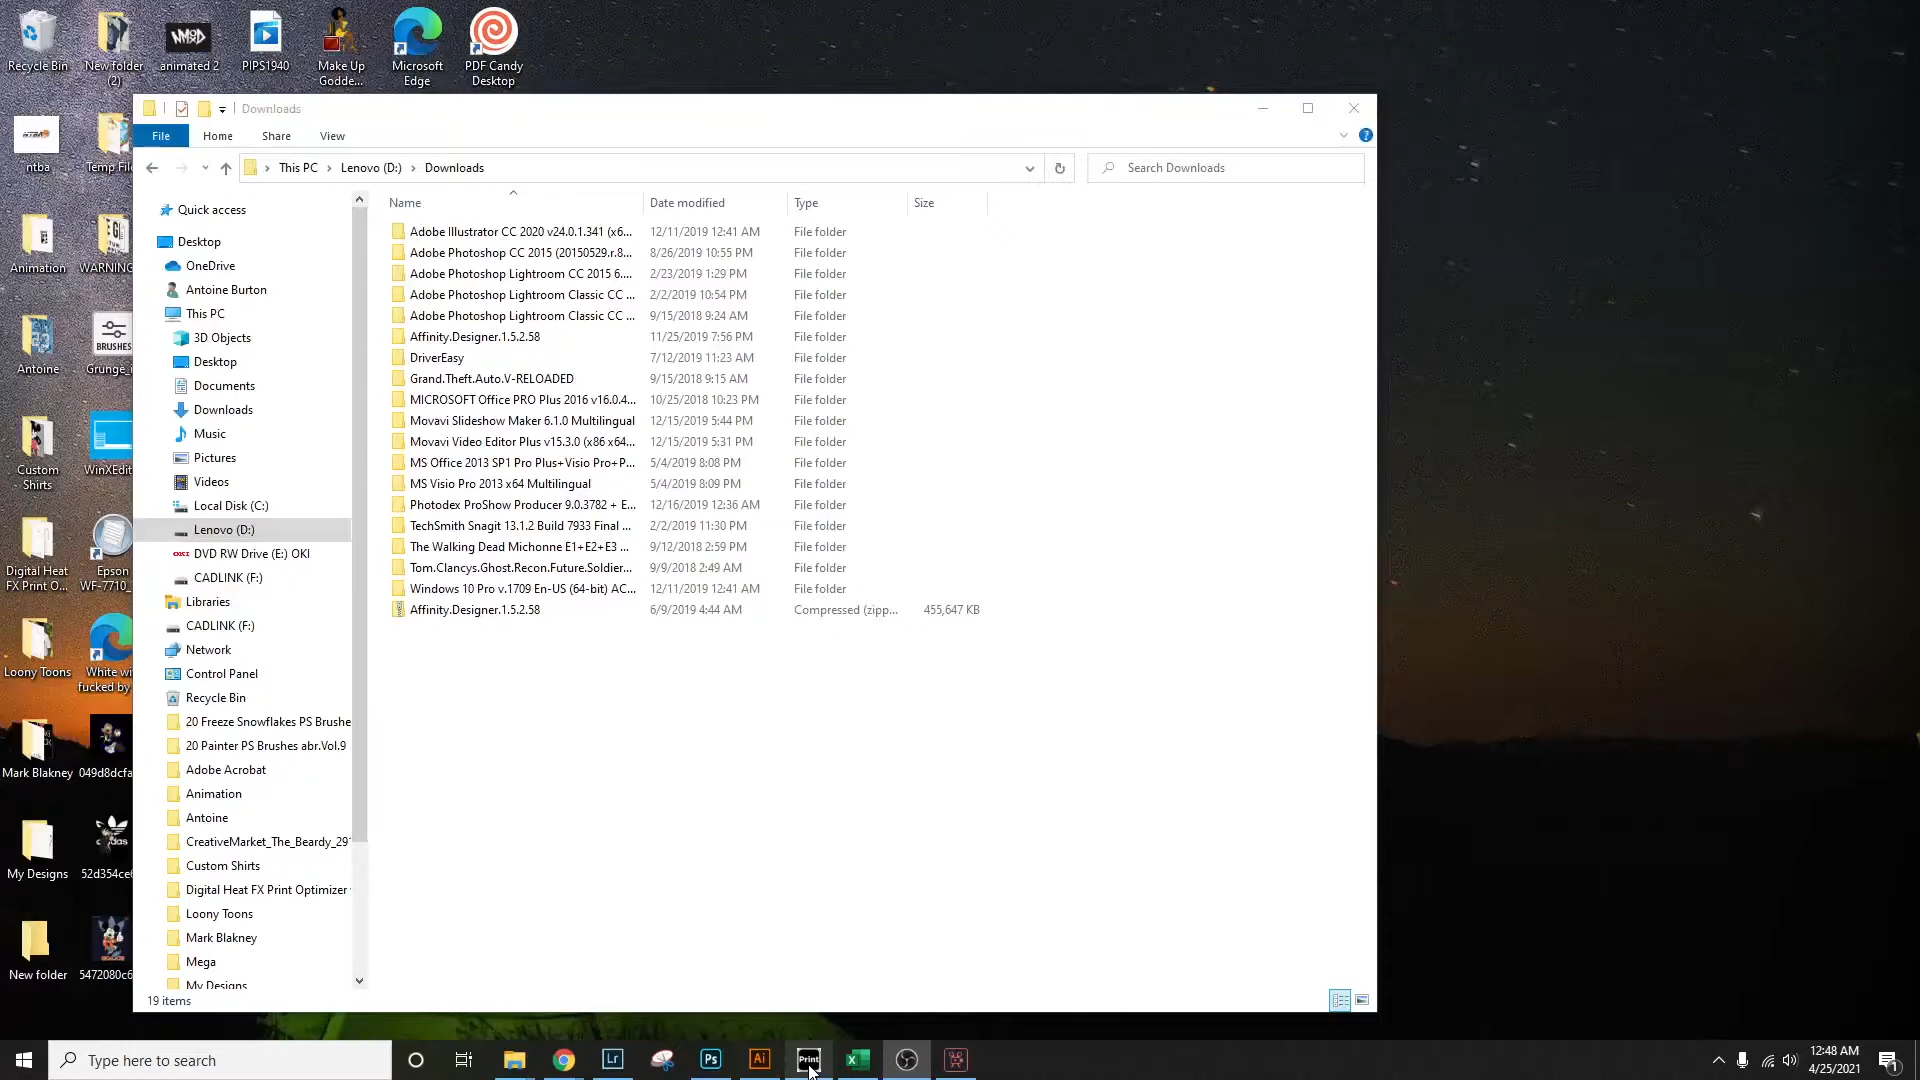 Recycle Bin
New folder
(2)
animated 2
PIPS1940
Make Up
Godde...
Microsoft
Edge
PDF Candy
Desktop
Downloads
File
Home
Share
View
This PC
Lenovo (D:)
Downloads
Search Downloads
Name
Date modified
Type
Size
Adobe Illustrator CC 2020 v24.0.1.341 (x6... 12/11/2019 12:41 AM File folder
Adobe Photoshop CC 2015 (20150529.r.8... 8/26/2019 10:55 PM File folder
Adobe Photoshop Lightroom CC 2015 6.... 2/23/2019 1:29 PM File folder
Adobe Photoshop Lightroom Classic CC ... 2/2/2019 10:54 PM File folder
Adobe Photoshop Lightroom Classic CC ... 9/15/2018 9:24 AM File folder
Affinity.Designer.1.5.2.58 11/25/2019 7:56 PM File folder
DriverEasy 7/12/2019 11:23 AM File folder
Grand.Theft.Auto.V-RELOADED 9/15/2018 9:15 AM File folder
MICROSOFT Office PRO Plus 2016 v16.0.4... 10/25/2018 10:23 PM File folder
Movavi Slideshow Maker 6.1.0 Multilingual 12/15/2019 5:44 PM File folder
Movavi Video Editor Plus v15.3.0 (x86 x64... 12/15/2019 5:31 PM File folder
MS Office 2013 SP1 Pro Plus+Visio Pro+P... 5/4/2019 8:08 PM File folder
MS Visio Pro 2013 x64 Multilingual 5/4/2019 8:09 PM File folder
Photodex ProShow Producer 9.0.3782 + E... 12/16/2019 12:36 AM File folder
TechSmith Snagit 13.1.2 Build 7933 Final ... 2/2/2019 11:30 PM File folder
The Walking Dead Michonne E1+E2+E3 ... 9/12/2018 2:59 PM File folder
Tom.Clancys.Ghost.Recon.Future.Soldier... 9/9/2018 2:49 AM File folder
Windows 10 Pro v.1709 En-US (64-bit) AC... 12/11/2019 12:41 AM File folder
Affinity.Designer.1.5.2.58 6/9/2019 4:44 AM Compressed (zipp... 455,647 KB
Quick access
Desktop
OneDrive
Antoine Burton
This PC
3D Objects
Desktop
Documents
Downloads
Music
Pictures
Videos
Local Disk (C:)
Lenovo (D:)
OKI DVD RW Drive (E:) OKI
CADLINK (F:)
Libraries
CADLINK (F:)
Network
Control Panel
Recycle Bin
20 Freeze Snowflakes PS Brushe
20 Painter PS Brushes abr.Vol.9
Adobe Acrobat
Animation
Antoine
CreativeMarket_The_Beardy_29
Custom Shirts
Digital Heat FX Print Optimizer
Loony Toons
Mark Blakney
Mega
My Designs
19 items
ntba
Temp Fil
Animation
WARNING
Antoine
BRUSHES
Grunge_
Custom
Shirts
WinXEdit
Digital Heat
FX Print O...
Epson
WF-7710_
Loony Toons
White wi
fucked by
Mark Blakney
049d8dcfa
adidas
My Designs
52d354ce6
New folder
5472080c6
Type here to search
Lr
Ps
Ai
Print
X
12:48 AM
4/25/2021
1